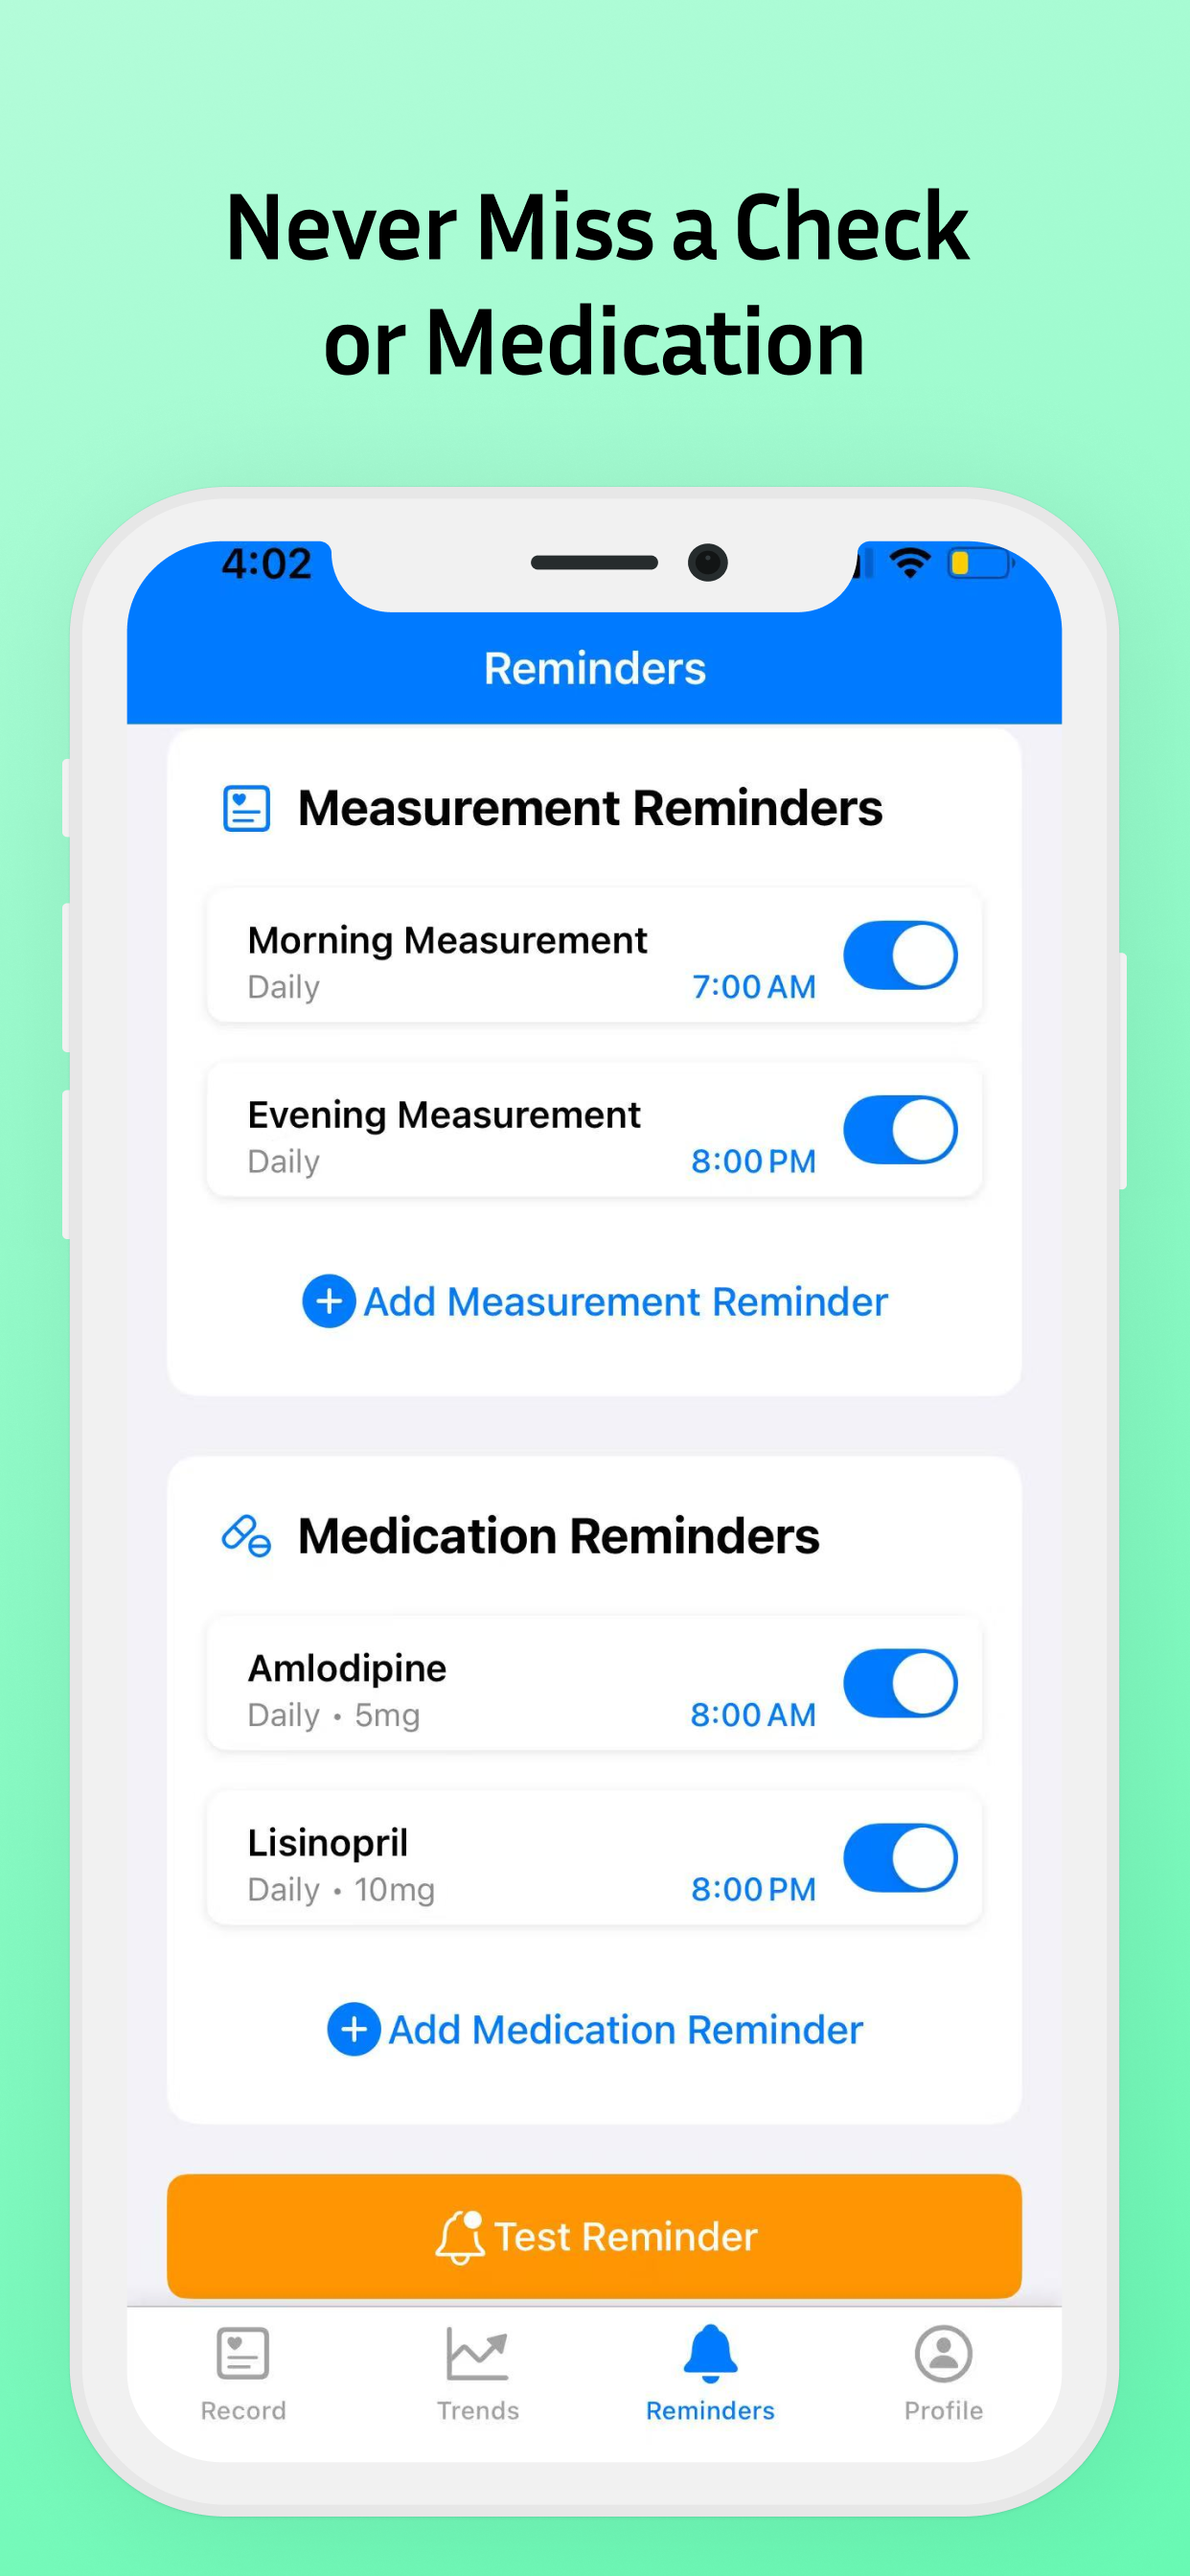 Never Miss a Check
or Medication
4:02
Reminders
Measurement Reminders
Morning Measurement
Daily
7:00 AM
Evening Measurement
Daily
8:00 PM
Add Measurement Reminder
Medication Reminders
Amlodipine
Daily • 5mg
8:00 AM
Lisinopril
Daily • 10mg
8:00 PM
Add Medication Reminder
Test Reminder
Record
Trends
Reminders
Profile